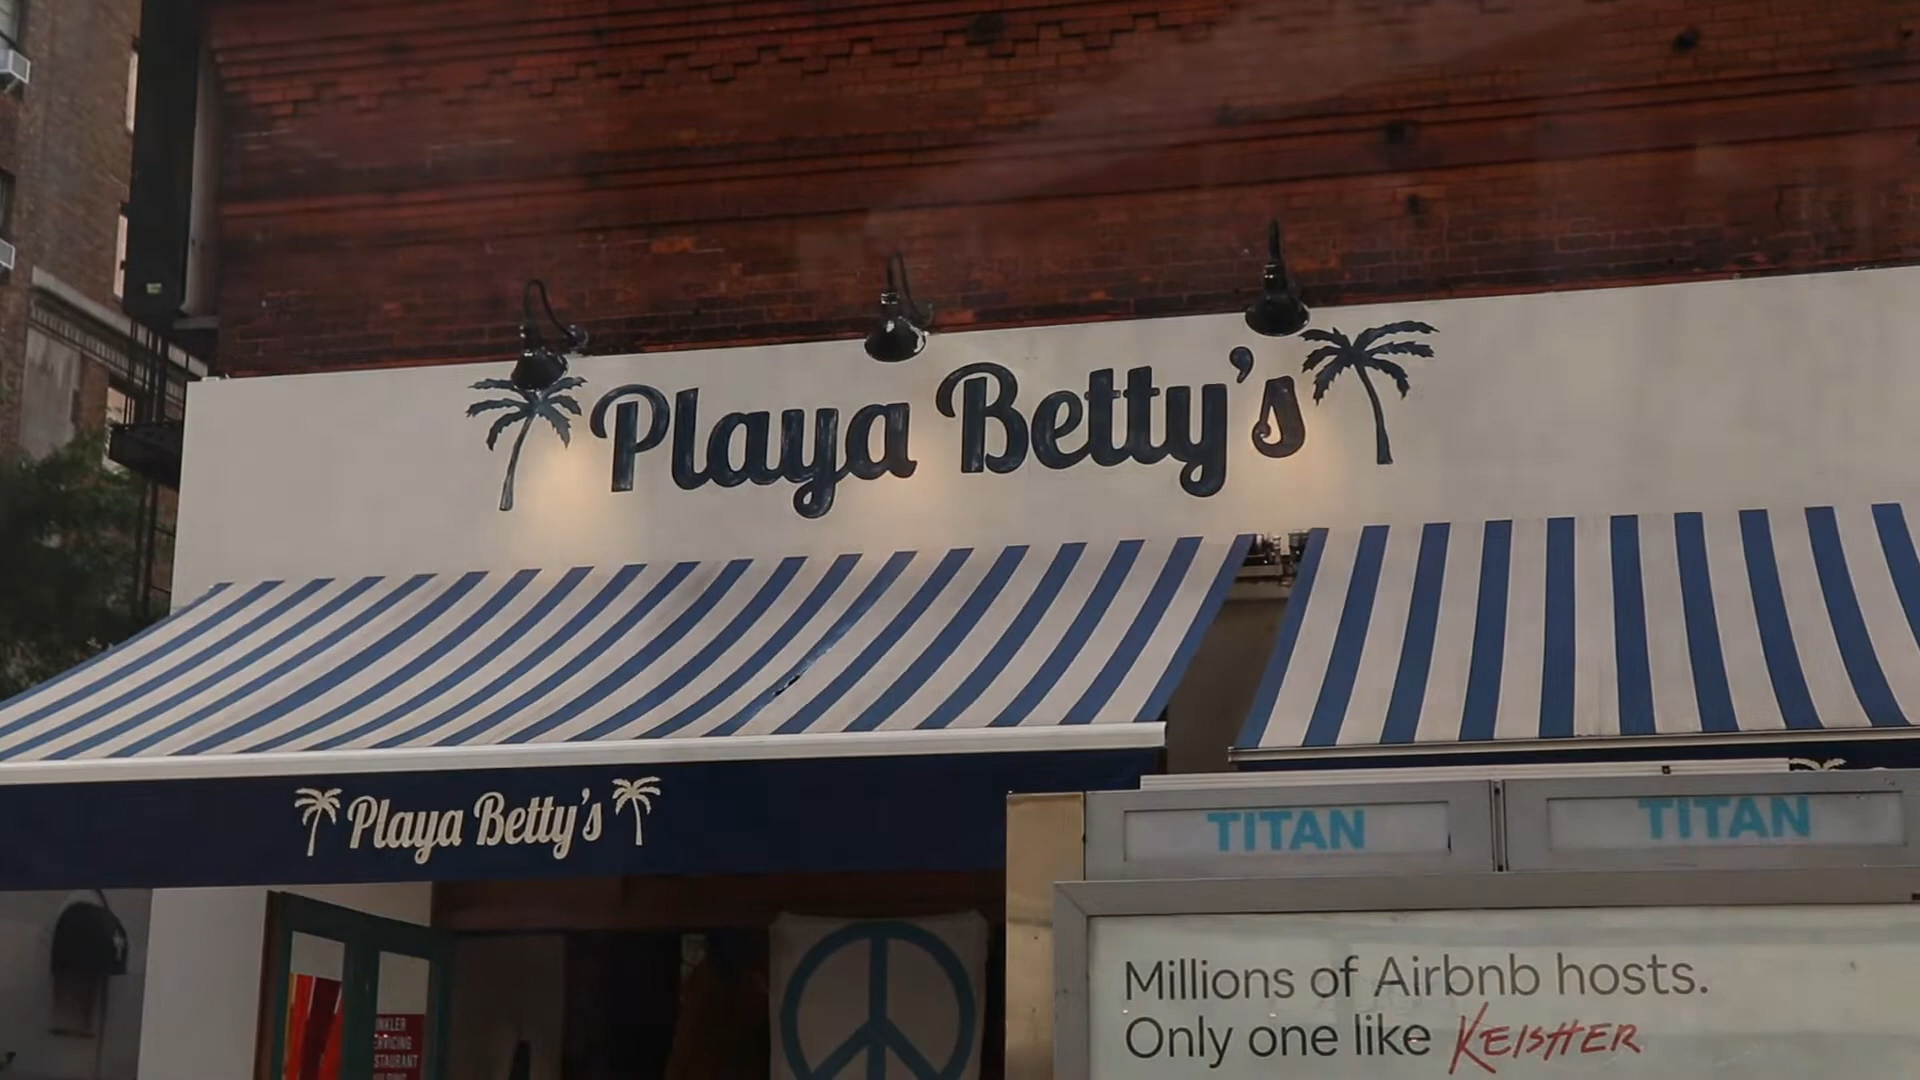 Playa Betty's
Playa Betty's
TITAN
TITAN
Millions of Airbnb hosts.
Only one like KEISHER